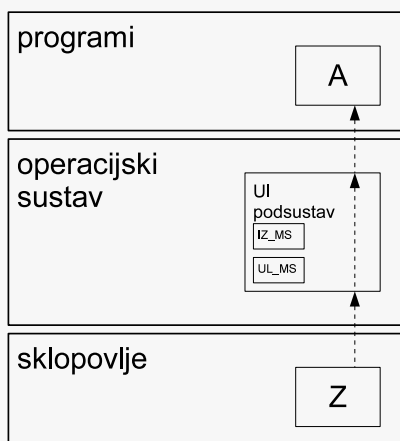 programi
A
operacijski
sustav
UI
podsustav
IZ_MS
UL_MS
sklopovlje
Z